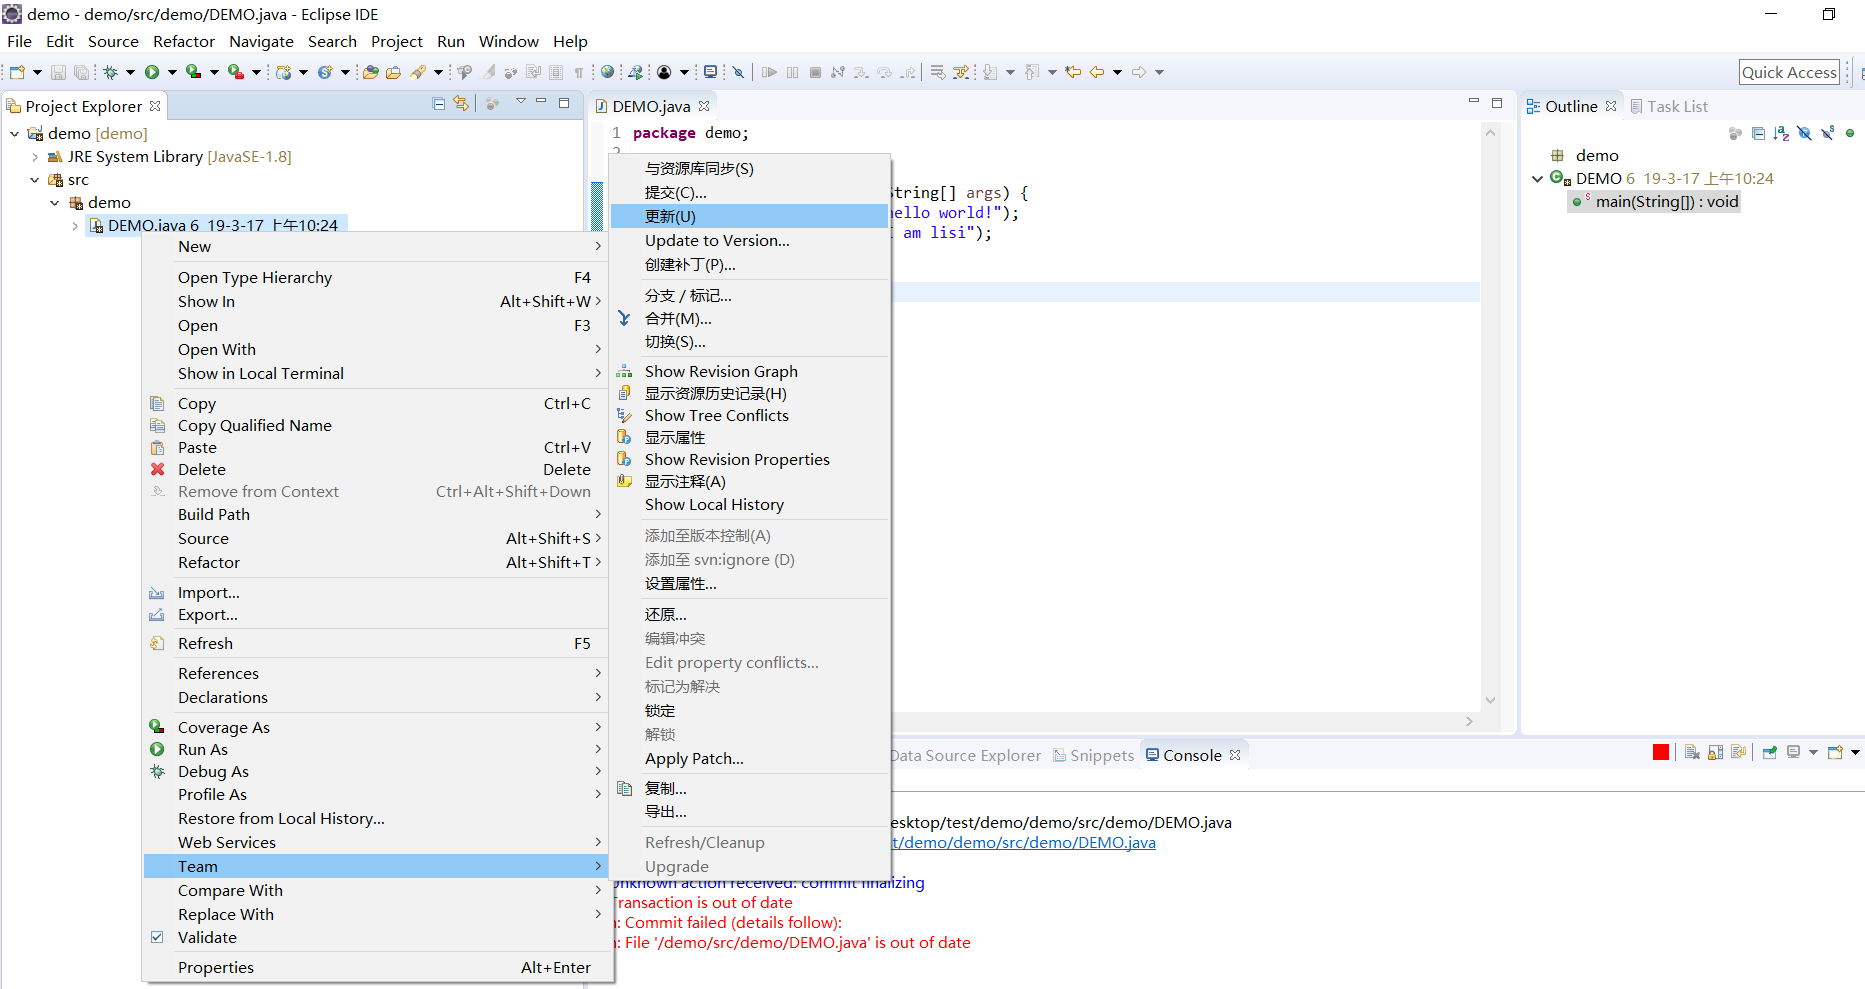 demo - demo/src/demo/DEMO.java - Eclipse IDE
File Edit Source Refactor Navigate Search Project Run Window Help
Quick Access
Project Explorer
demo [demo]
JRE System Library [JavaSE-1.8]
src
demo
DEMO.java 6 19-3-17 上午10:24
New
Open Type Hierarchy F4
Show In Alt+Shift+W
Open F3
Open With
Show in Local Terminal
Copy Ctrl+C
Copy Qualified Name
Paste Ctrl+V
Delete Delete
Remove from Context Ctrl+Alt+Shift+Down
Build Path
Source Alt+Shift+S
Refactor Alt+Shift+T
Import...
Export...
Refresh F5
References
Declarations
Coverage As
Run As
Debug As
Profile As
Restore from Local History...
Web Services
Team
Compare With
Replace With
Validate
Properties Alt+Enter
与资源库同步(S)
提交(C)...
更新(U)
Update to Version...
创建补丁(P)...
分支 / 标记...
合并(M)...
切换(S)...
Show Revision Graph
显示资源历史记录(H)
Show Tree Conflicts
显示属性
Show Revision Properties
显示注释(A)
Show Local History
添加至版本控制(A)
添加至 svn:ignore (D)
设置属性...
还原...
编辑冲突
Edit property conflicts...
标记为解决
锁定
解锁
Apply Patch...
复制...
导出...
Refresh/Cleanup
Upgrade
DEMO.java
1 package demo;
2
String[] args) {
hello world!");
am lisi");
Outline Task List
demo
DEMO 6 19-3-17 上午10:24
main(String[]) : void
Data Source Explorer Snippets Console
esktop/test/demo/demo/src/demo/DEMO.java
t/demo/demo/src/demo/DEMO.java
Unknown action received: commit finalizing
Transaction is out of date
: Commit failed (details follow):
: File '/demo/src/demo/DEMO.java' is out of date